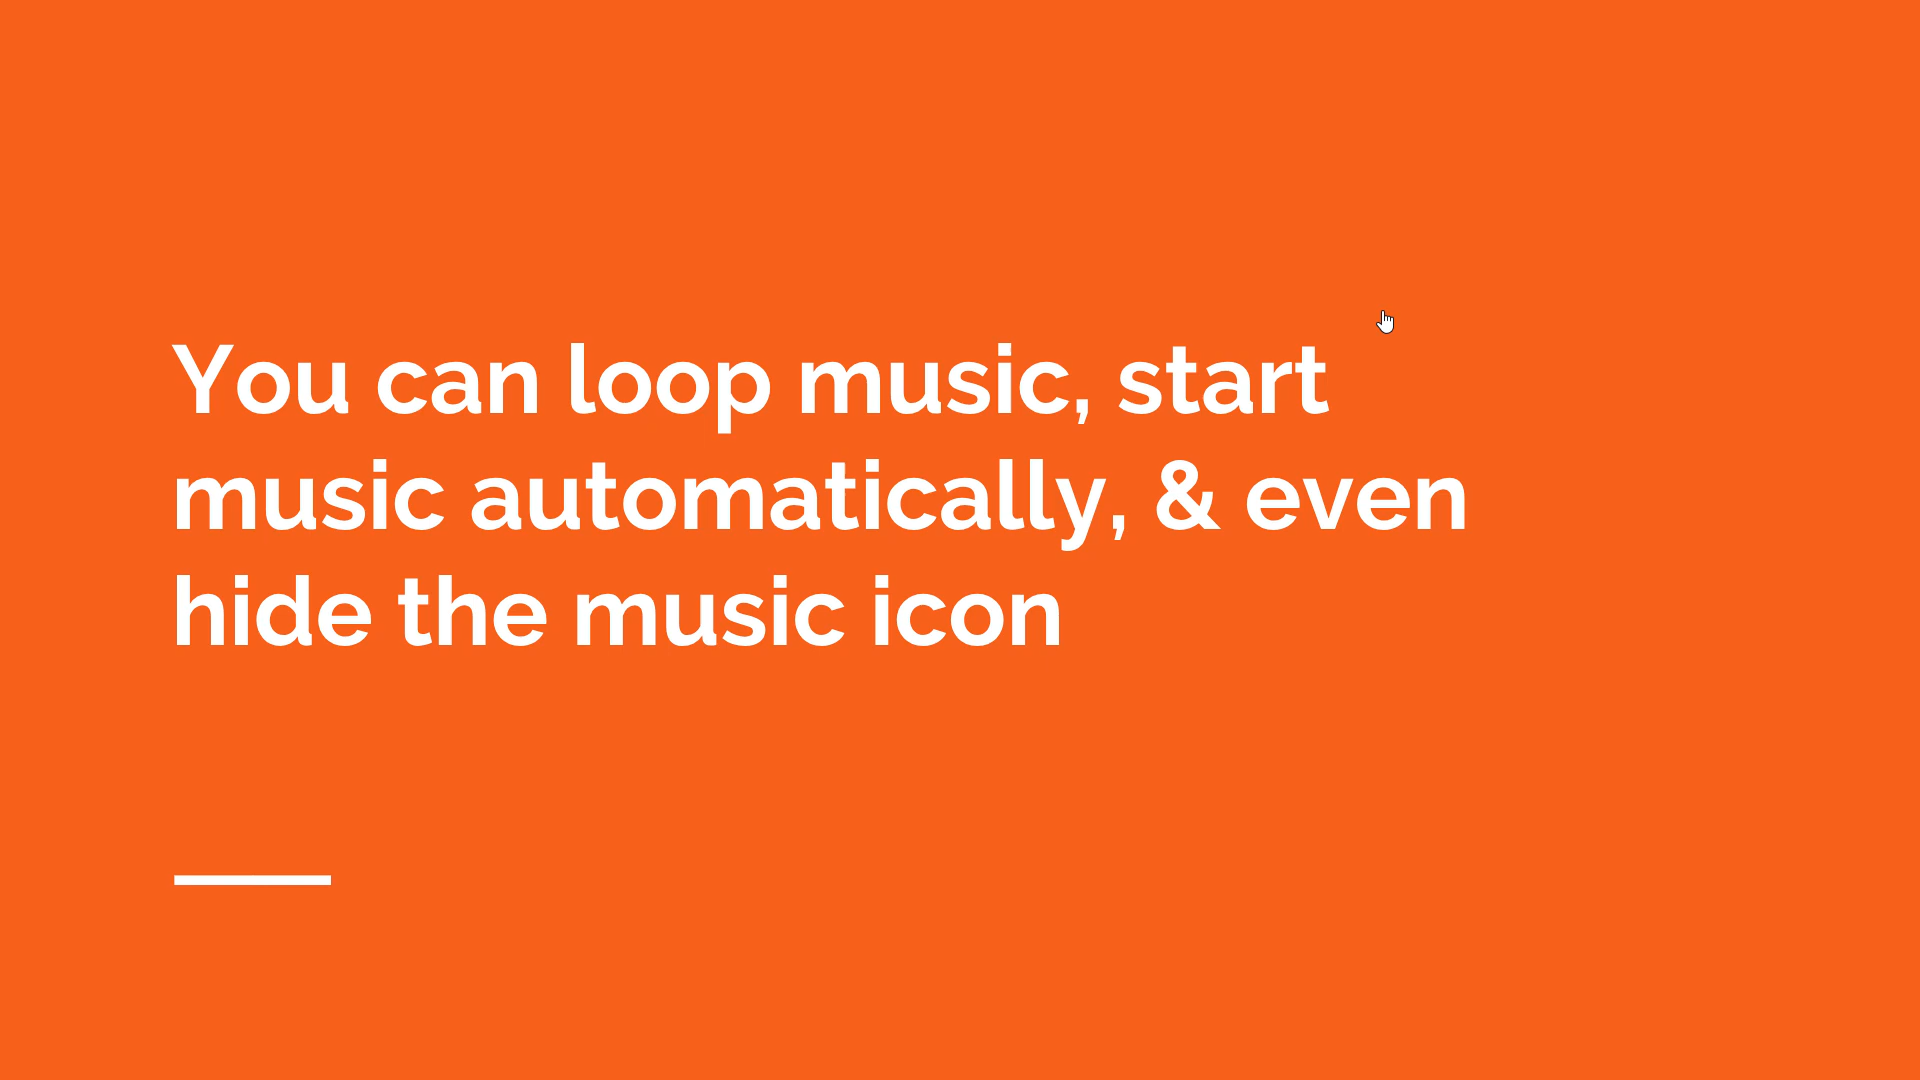 You can loop music, start
music automatically, & even
hide the music icon